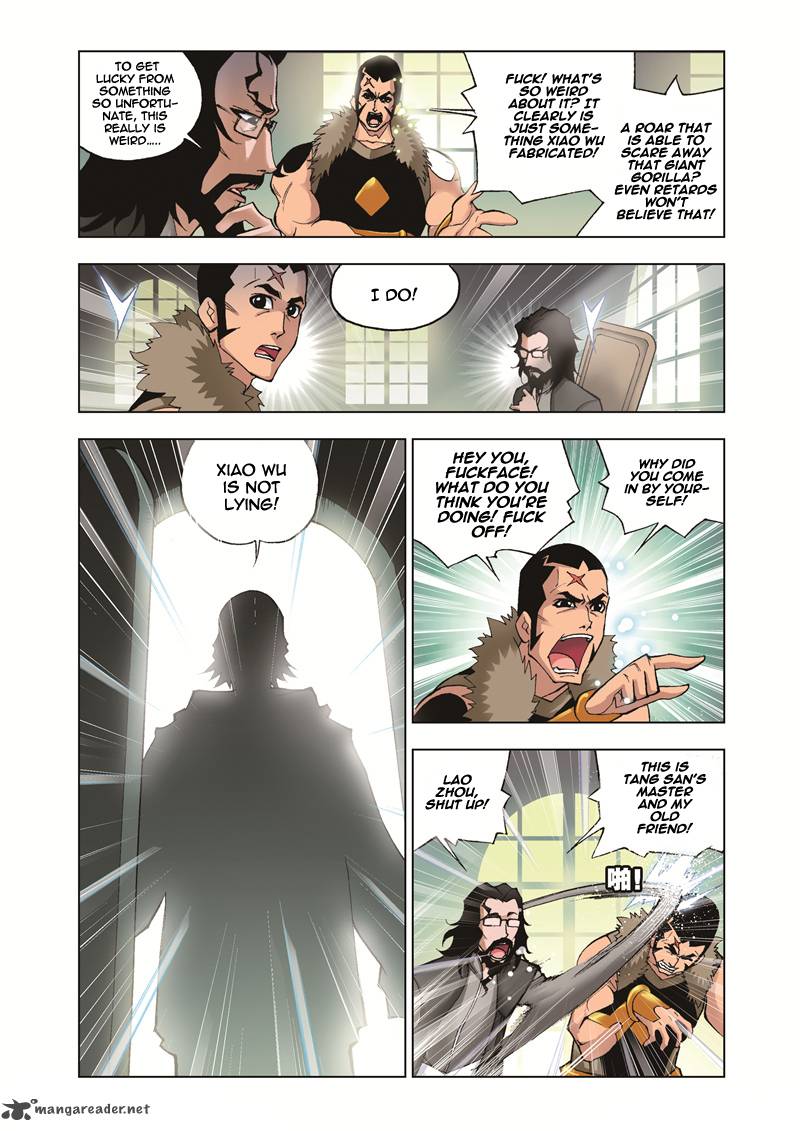 TO GET
LUCKY FROM
SOMETHING
SO UNFORTU-
NATE, THIS
REALLY IS
WEIRD.....
FUCK! WHAT'S
SO WEIRD
ABOUT IT? IT
CLEARLY IS
JUST SOME-
THING XIAO WU
FABRICATED!
A ROAR THAT
IS ABLE TO
SCARE AWAY
THAT GIANT
GORILLA?
EVEN RETARDS
WON'T
BELIEVE THAT!
I DO!
XIAO WU
IS NOT
LYING!
HEY YOU,
FUCKFACE!
WHAT DO YOU
THINK YOU'RE
DOING! FUCK
OFF!
WHY DID
YOU COME
IN BY YOUR-
SELF!
LAO
ZHOU,
SHUT UP!
THIS IS
TANG SAN'S
MASTER
AND MY
OLD
FRIEND!
啪!
mangareader.net